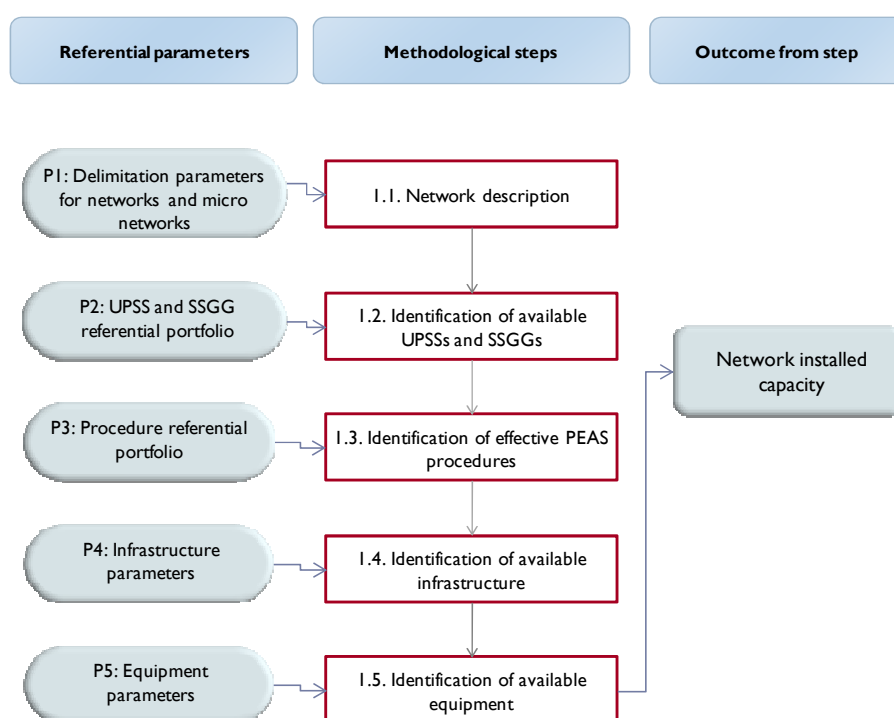 Referential parameters
Methodological steps
Outcome from step
P1: Delimitation parameters
for networks and micro
networks
1.1. Network description
P2: UPSS and SSGG
referential portfolio
1.2. Identification of available
UPSSs and SSGGs
Network installed
capacity
P3: Procedure referential
portfolio
1.3. Identification of effective PEAS
procedures
P4: Infrastructure
parameters
1.4. Identification of available
infrastructure
P5: Equipment
parameters
1.5. Identification of available
equipment